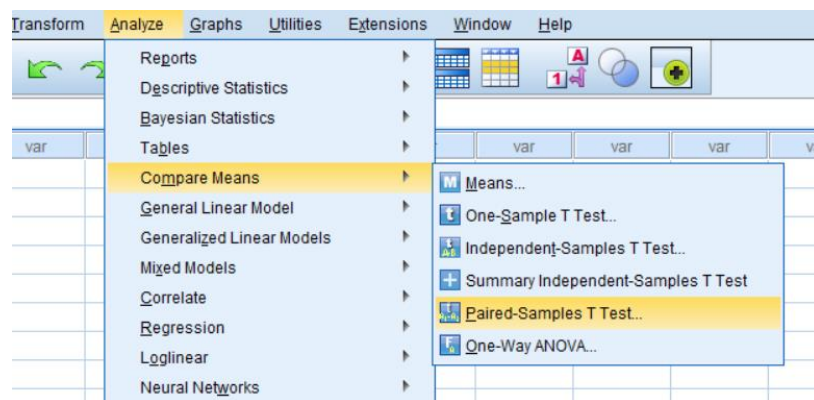 Transform Analyze Graphs Utilities Extensions Window Help
Reports
Descriptive Statistics
Bayesian Statistics
Tables
Compare Means
General Linear Model
Generalized Linear Models
Mixed Models
Correlate
Regression
Loglinear
Neural Networks
A
1
var var var var
M Means...
t One-Sample T Test...
Independent-Samples T Test...
Summary Independent-Samples T Test
Paired-Samples T Test...
One-Way ANOVA...